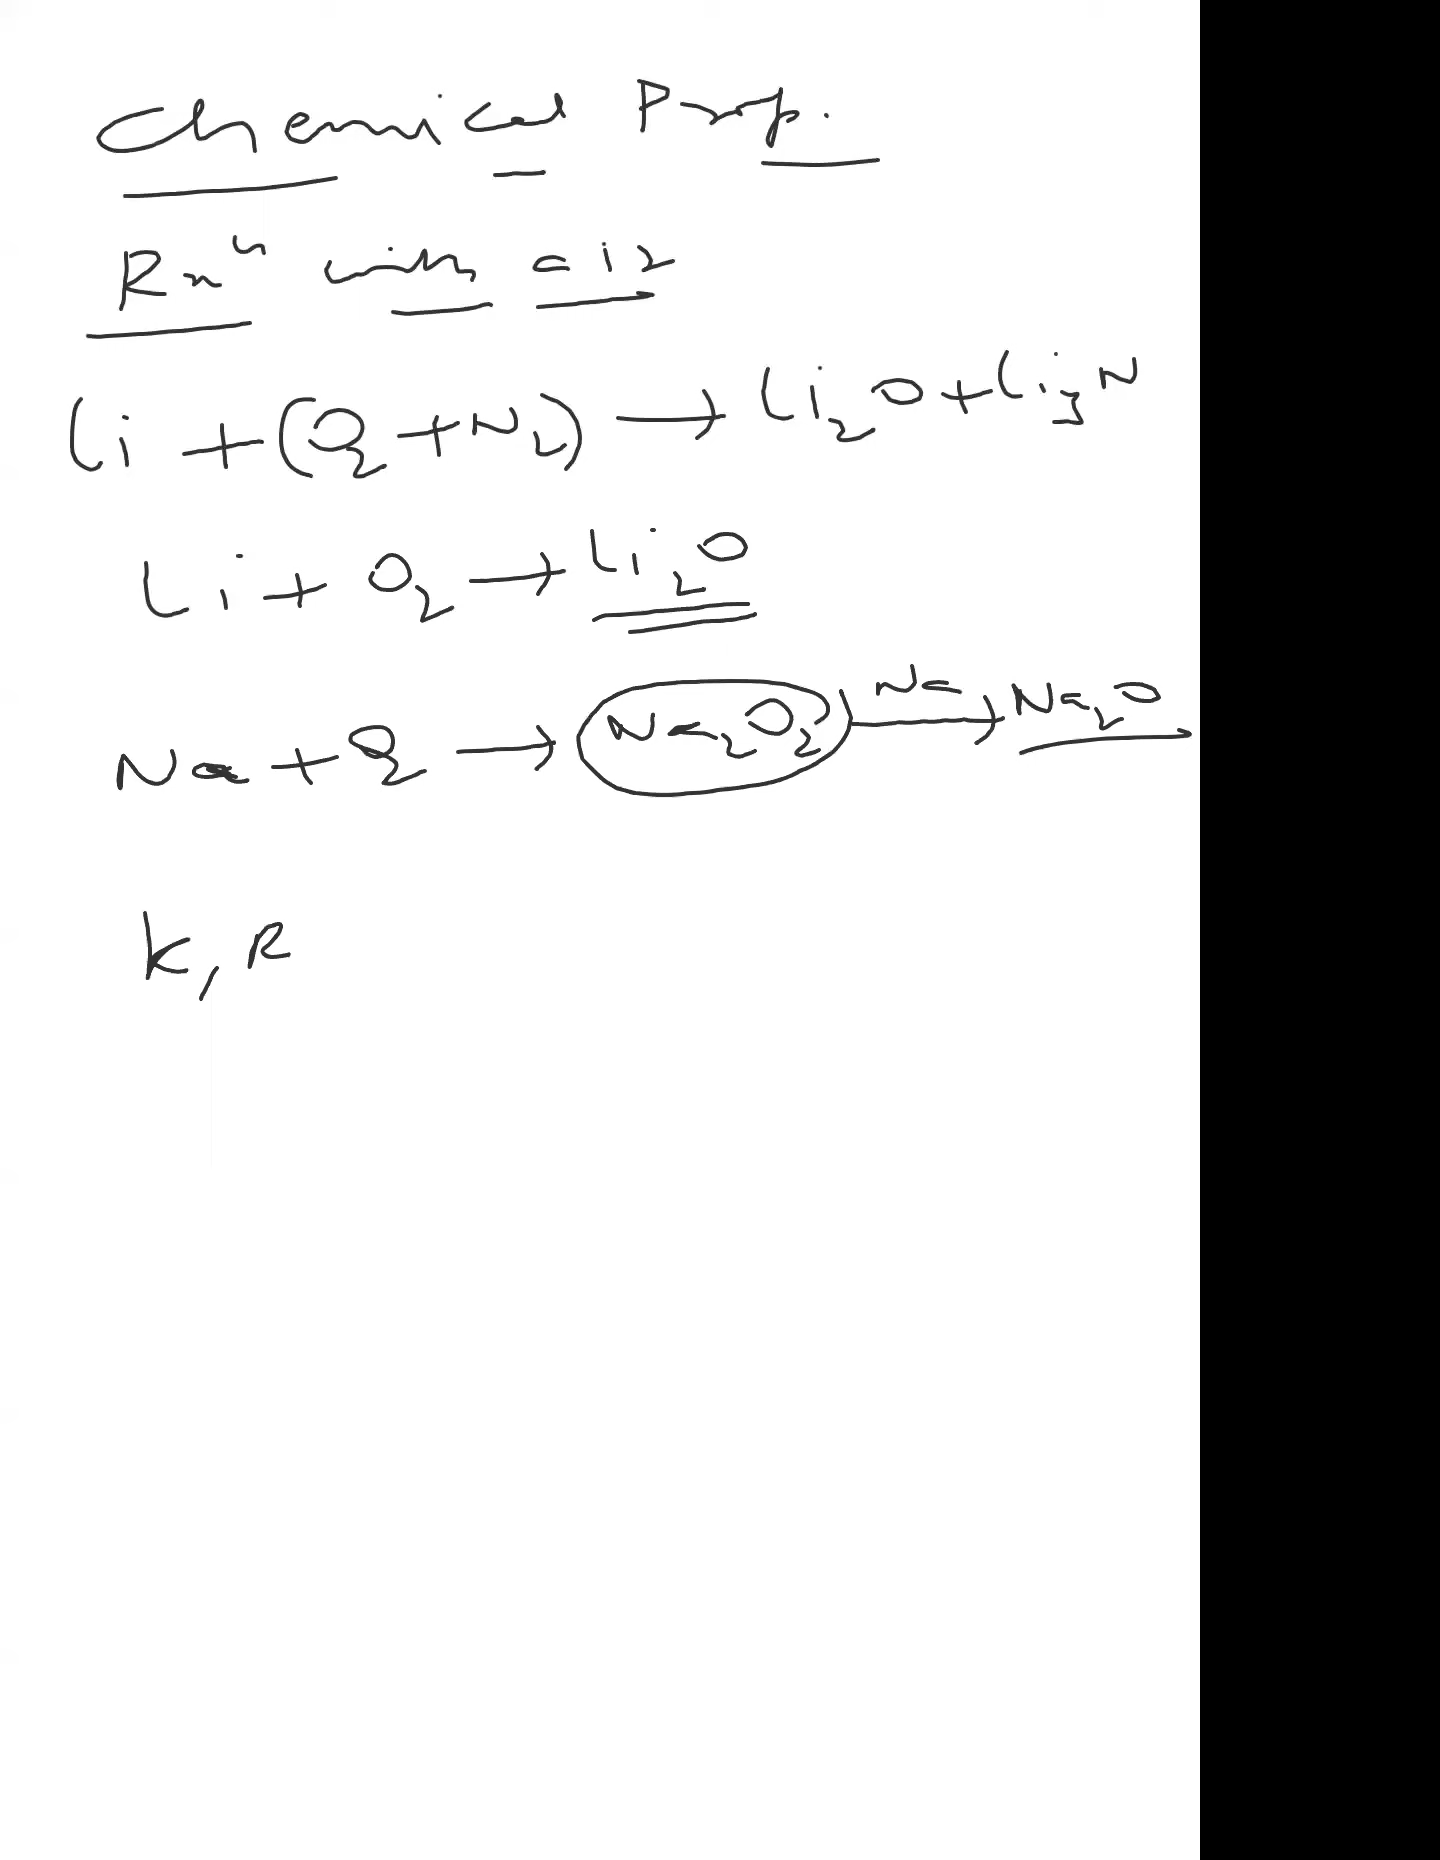 Chemical Prop.
Rxⁿ with air
Li + (O₂ + N₂) → Li₂O + Li₃N
Li + O₂ → Li₂O
Na + O₂ → Na₂O₂ Na → Na₂O
K, R